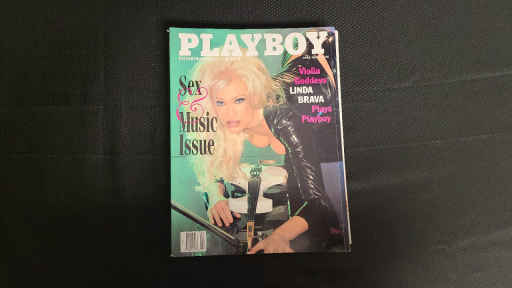 PLAYBOY
Sex
&
Music
Issue
Violin
Goddess
LINDA
BRAVA
Plays
Playboy